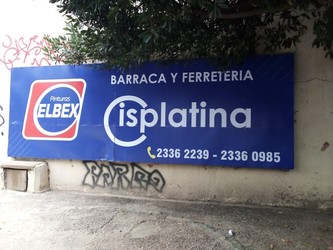 BARRACA Y FERRETERIA
Pinturas
ELBEX
Cisplatina
2336 2239 - 2336 0985